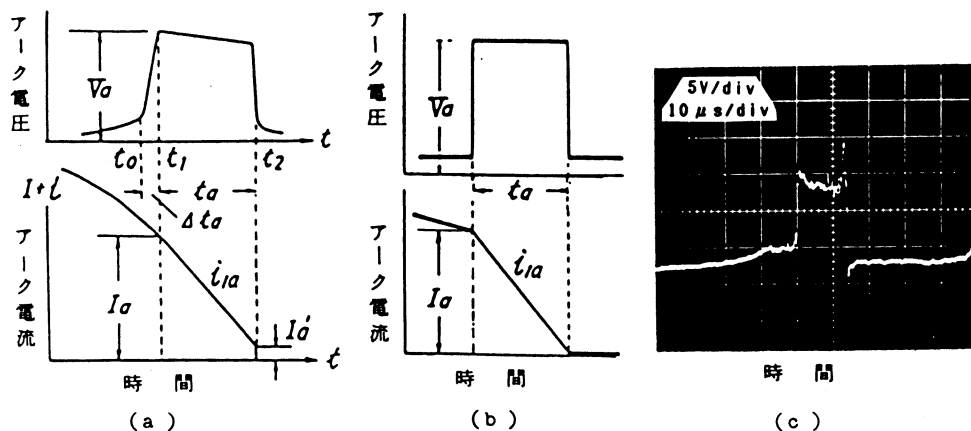 アーク電圧
Va
t
t0 t1 t2
ta
Δta
I+i
アーク電流
Ia
i1a
Ia'
t
時 間
(a)
アーク電圧
Va
ta
アーク電流
Ia
i1a
時 間
(b)
5V/div
10μs/div
時 間
(c)